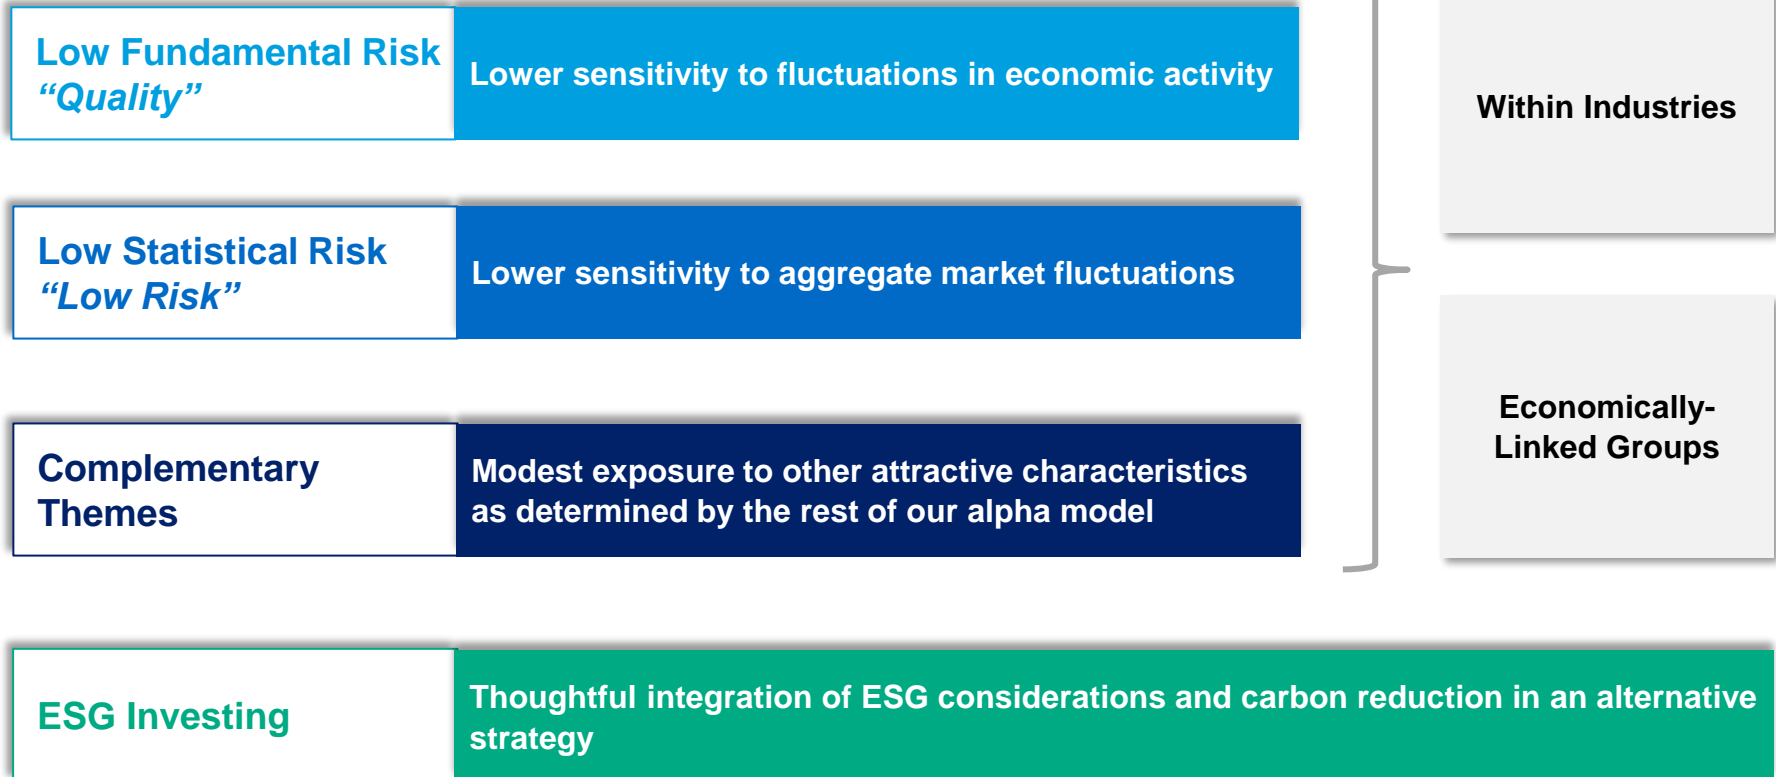 Low Fundamental Risk
“Quality”
Lower sensitivity to fluctuations in economic activity
Within Industries
Low Statistical Risk
“Low Risk”
Lower sensitivity to aggregate market fluctuations
Economically-
Linked Groups
Complementary
Themes
Modest exposure to other attractive characteristics
as determined by the rest of our alpha model
ESG Investing
Thoughtful integration of ESG considerations and carbon reduction in an alternative
strategy